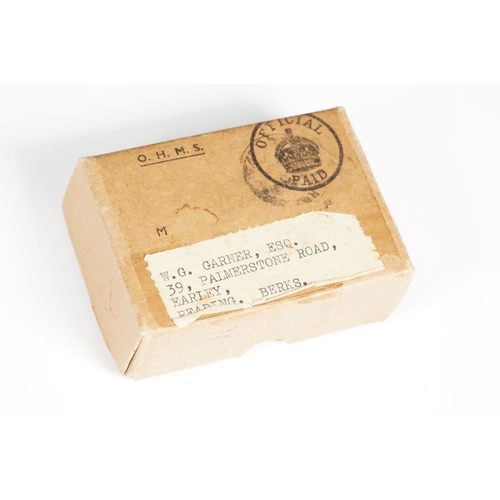 O.H.M.S.
OFFICIAL
PAID
M
W.G. GARNER, ESQ.
39, PALMERSTONE ROAD,
EARLEY,
READING. BERKS.